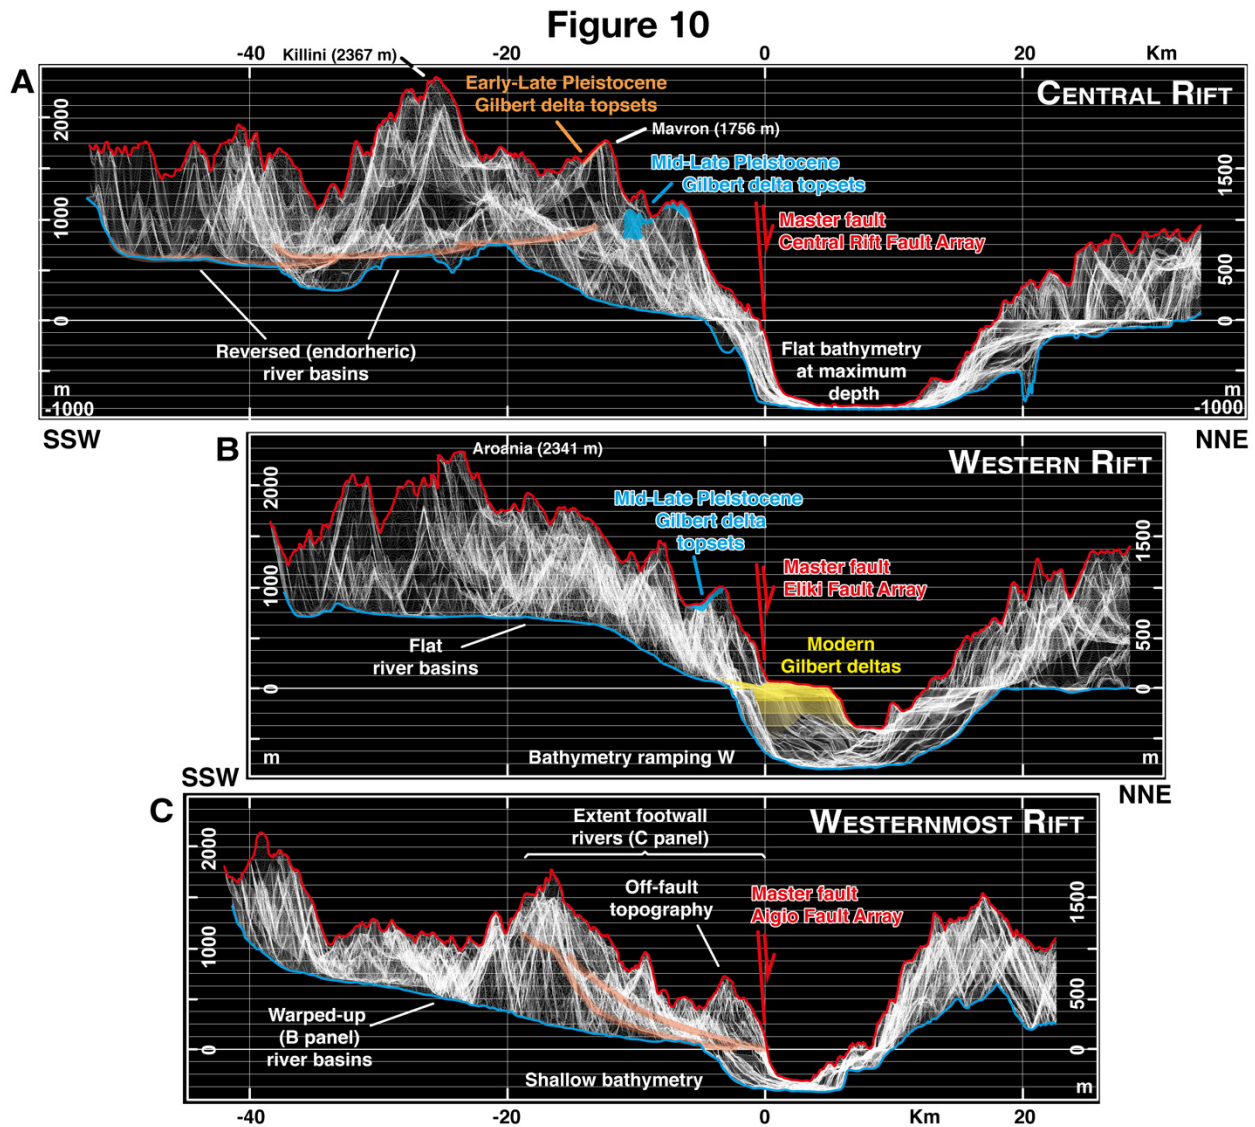 Figure 10
-40
-20
0
20
Km
A
Killini (2367 m)
Early-Late Pleistocene
Gilbert delta topsets
CENTRAL RIFT
Mavron (1756 m)
Mid-Late Pleistocene
Gilbert delta topsets
Master fault
Central Rift Fault Array
2000
1000
0
m
-1000
1500
500
0
m
-1000
Reversed (endorheic)
river basins
Flat bathymetry
at maximum
depth
SSW
NNE
B
Aroania (2341 m)
WESTERN RIFT
Mid-Late Pleistocene
Gilbert delta
topsets
Master fault
Eliki Fault Array
2000
1000
0
m
1500
500
0
m
Flat
river basins
Modern
Gilbert deltas
Bathymetry ramping W
SSW
NNE
C
Extent footwall
rivers (C panel)
WESTERNMOST RIFT
Off-fault
topography
Master fault
Aigio Fault Array
2000
1000
0
1500
500
0
m
Warped-up
(B panel)
river basins
Shallow bathymetry
-40
-20
0
Km
20